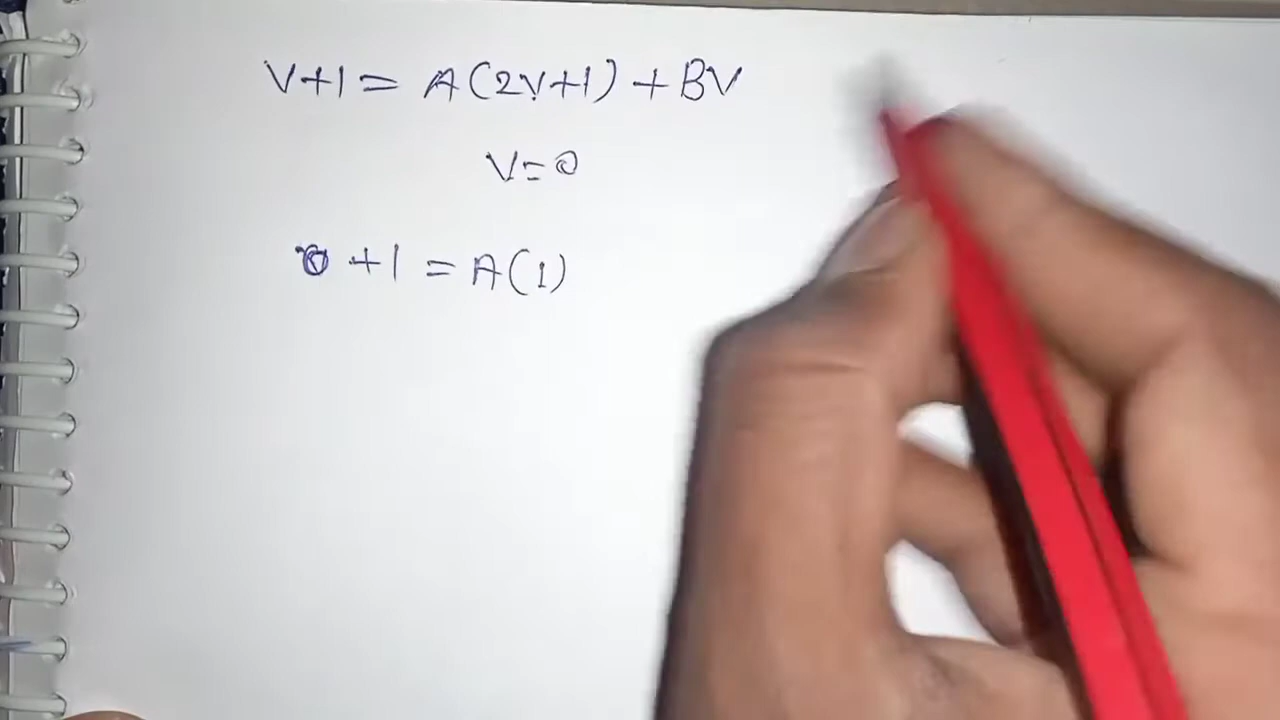 V+1 = A(2V+1) + BV
V=0
0 +1 = A(1)